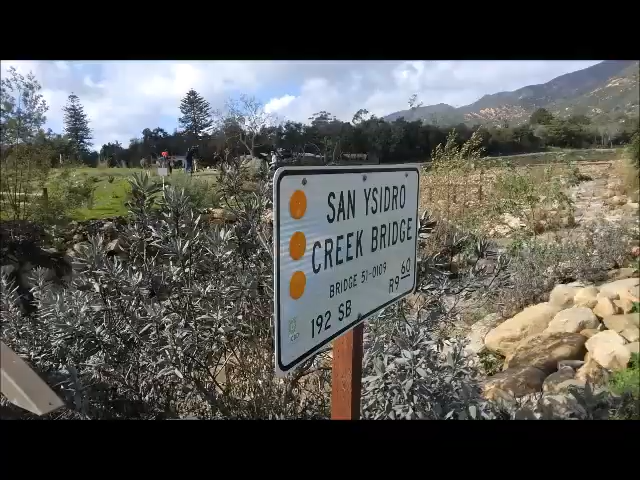 SAN YSIDRO
CREEK BRIDGE
BRIDGE 51-0109
192 SB R9 60